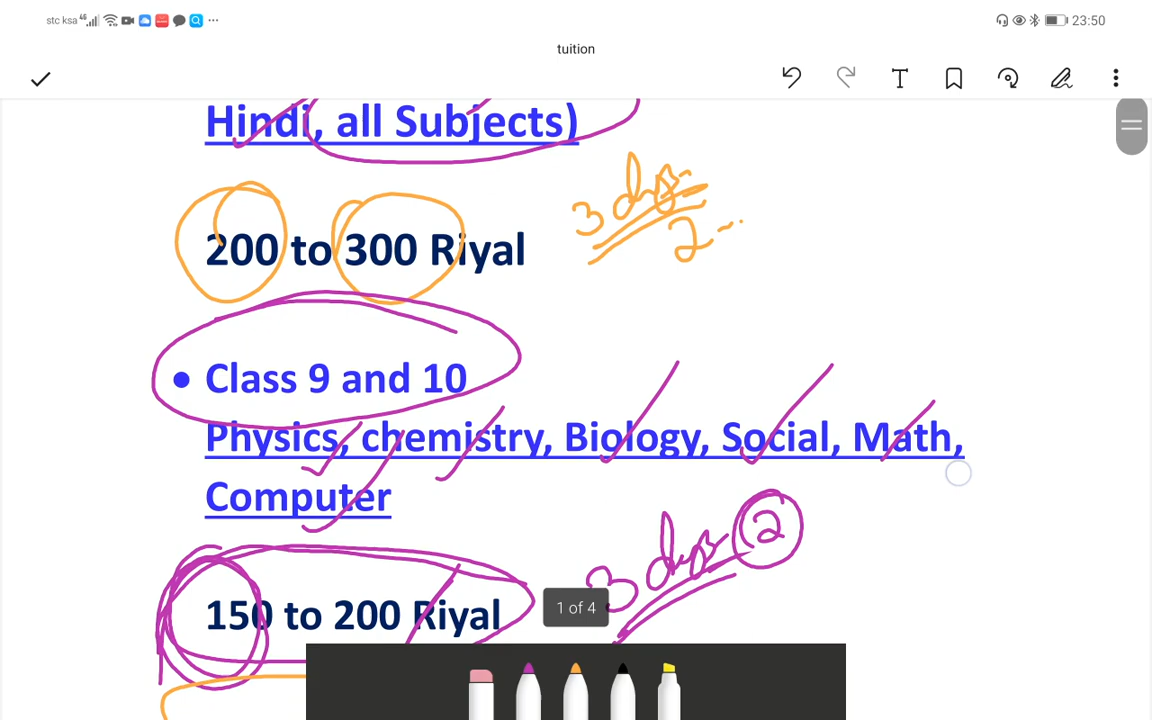 stc ksa 4G 23:50
tuition
Hindi, all Subjects)
200 to 300 Riyal
3 days
2
• Class 9 and 10
Physics, chemistry, Biology, Social, Math,
Computer
3 days 2
150 to 200 Riyal
1 of 4